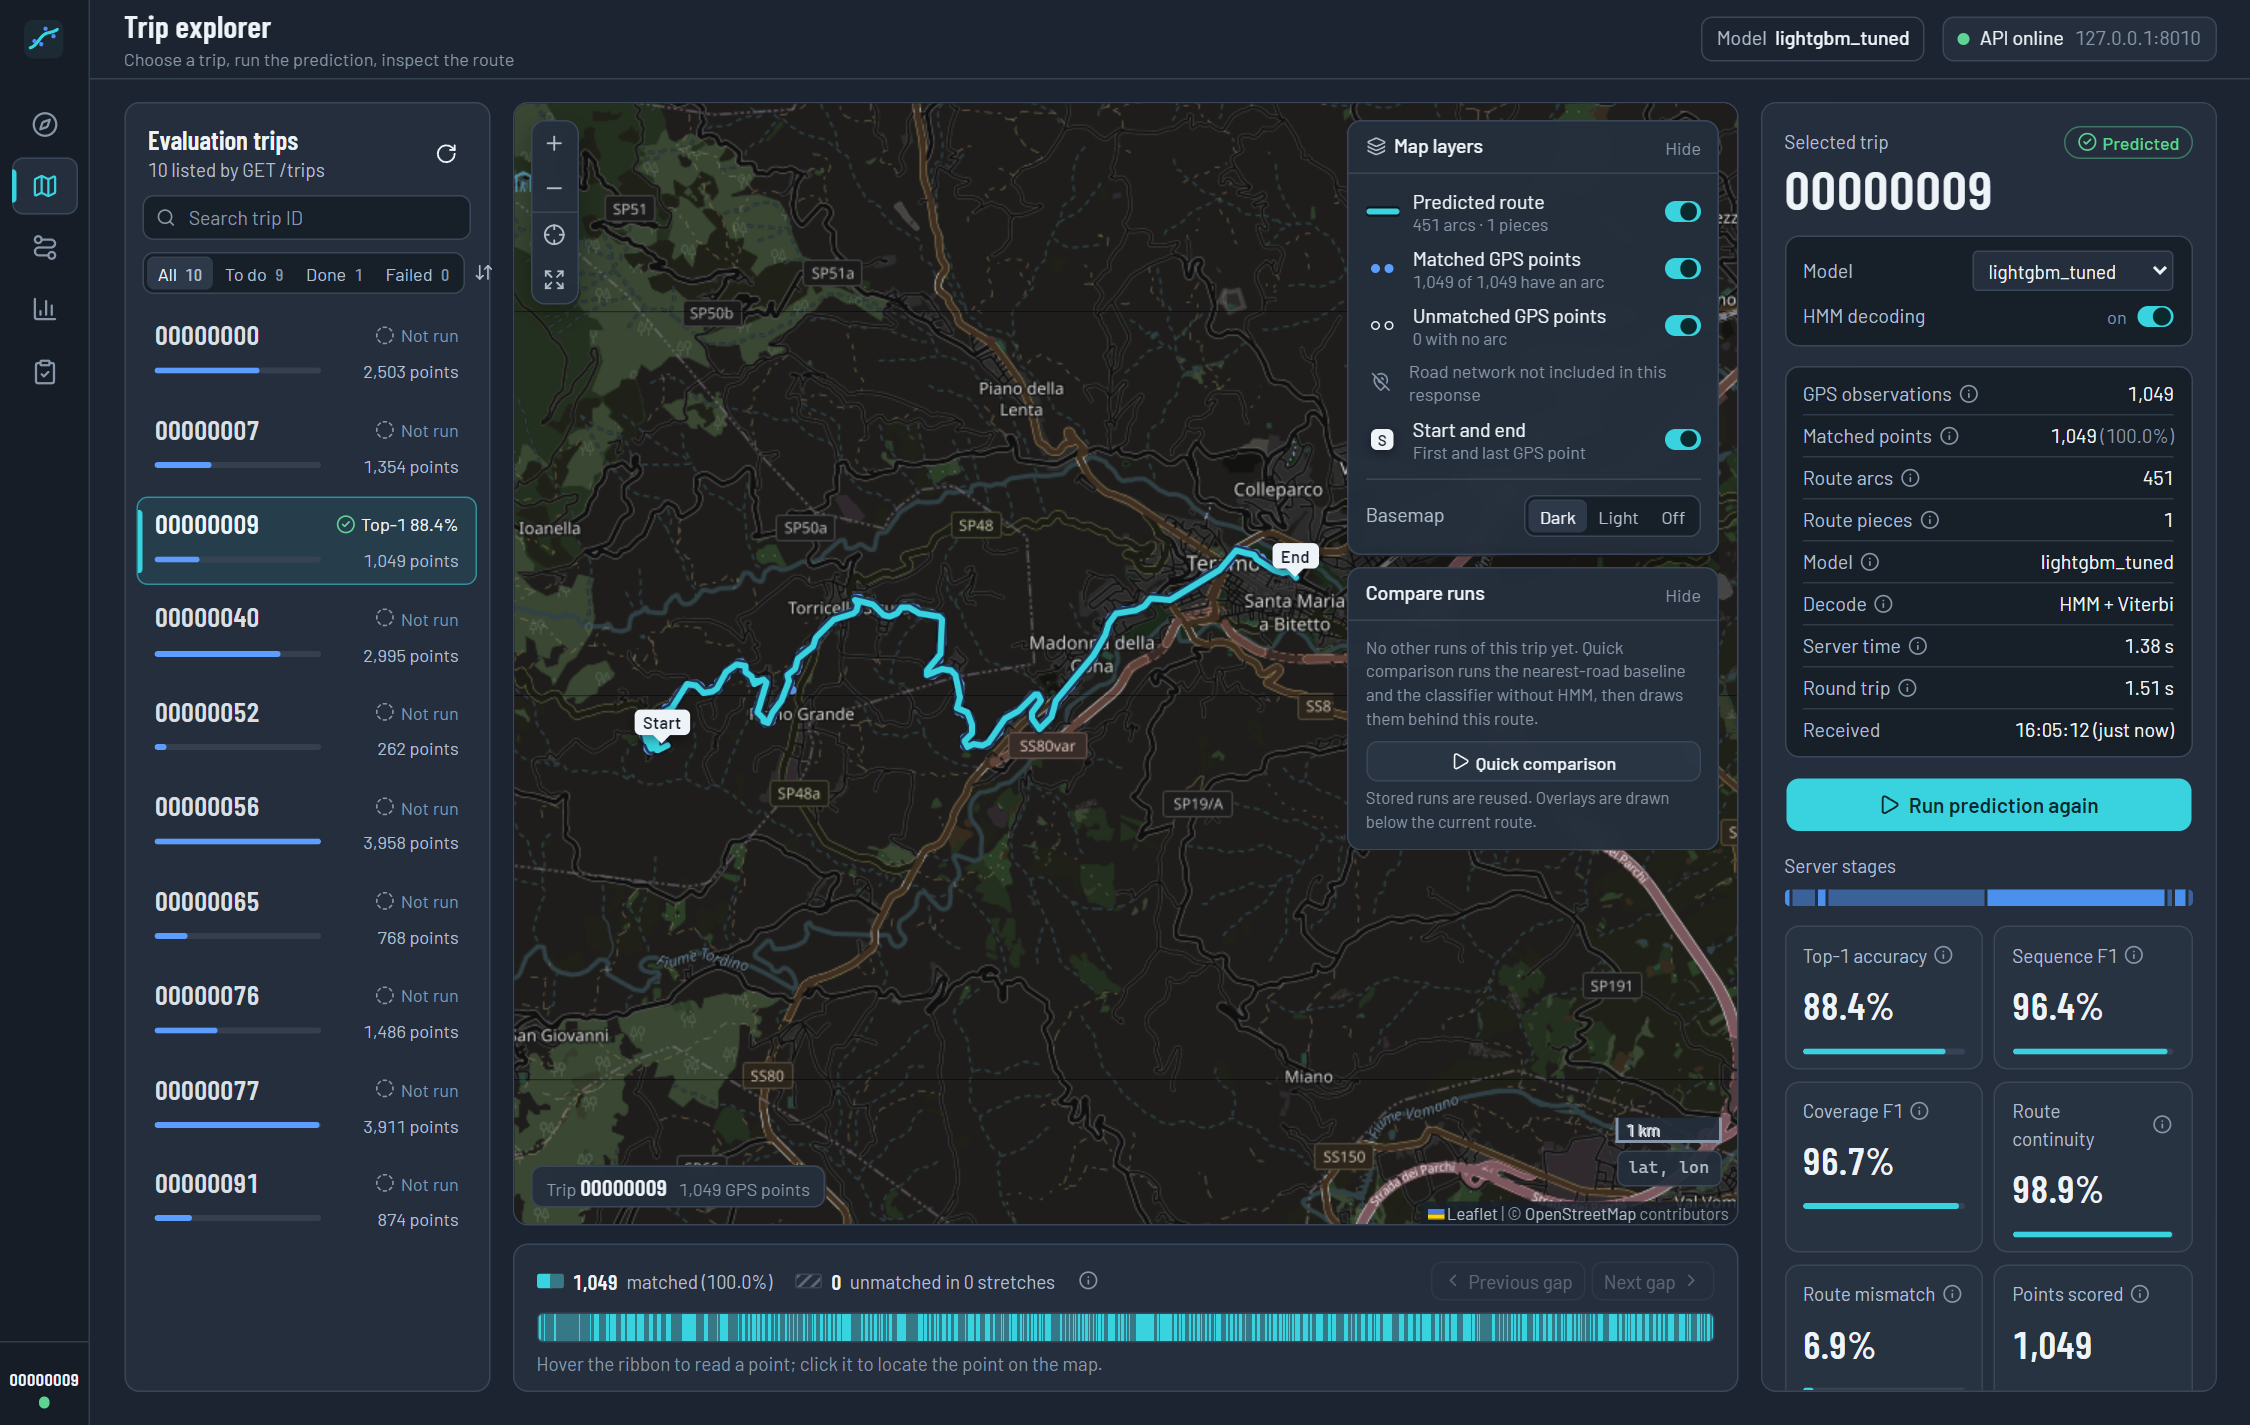 Trip explorer
Choose a trip, run the prediction, inspect the route
Model lightgbm_tuned
API online 127.0.0.1:8010
Evaluation trips
10 listed by GET /trips
Search trip ID
All 10 To do 9 Done 1 Failed 0
00000000 Not run
2,503 points
00000007 Not run
1,354 points
00000009 Top-1 88.4%
1,049 points
00000040 Not run
2,995 points
00000052 Not run
262 points
00000056 Not run
3,958 points
00000065 Not run
768 points
00000076 Not run
1,486 points
00000077 Not run
3,911 points
00000091 Not run
874 points
00000009
SP51
SP51a
SP50b
Piano della
Lenta
Colleparco
Ioanella
SP50a
SP48
End
Santa Maria
a Bitetto
Madonna della
Cona
Start
SS8
SS80var
SP48a
SP19/A
Fiume Tordino
SP191
an Giovanni
SS80
Miano
Fiume Vomano
SS150
Strada dei Parchi
1 km
lat, lon
Trip 00000009 1,049 GPS points
Leaflet | © OpenStreetMap contributors
Map layers Hide
Predicted route
451 arcs · 1 pieces
Matched GPS points
1,049 of 1,049 have an arc
Unmatched GPS points
0 with no arc
Road network not included in this
response
S
Start and end
First and last GPS point
Basemap Dark Light Off
Compare runs Hide
No other runs of this trip yet. Quick
comparison runs the nearest-road baseline
and the classifier without HMM, then draws
them behind this route.
Quick comparison
Stored runs are reused. Overlays are drawn
below the current route.
1,049 matched (100.0%) 0 unmatched in 0 stretches
Previous gap Next gap
Hover the ribbon to read a point; click it to locate the point on the map.
Selected trip Predicted
00000009
Model lightgbm_tuned
HMM decoding on
GPS observations 1,049
Matched points 1,049 (100.0%)
Route arcs 451
Route pieces 1
Model lightgbm_tuned
Decode HMM + Viterbi
Server time 1.38 s
Round trip 1.51 s
Received 16:05:12 (just now)
Run prediction again
Server stages
Top-1 accuracy
88.4%
Sequence F1
96.4%
Coverage F1
96.7%
Route
continuity
98.9%
Route mismatch
6.9%
Points scored
1,049